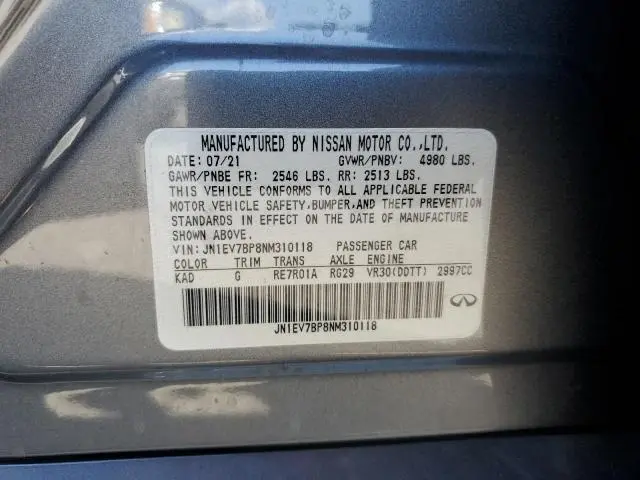 MANUFACTURED BY NISSAN MOTOR CO.,LTD.
DATE: 07/21 GVWR/PNBV: 4980 LBS.
GAWR/PNBE FR: 2546 LBS. RR: 2513 LBS.
THIS VEHICLE CONFORMS TO ALL APPLICABLE FEDERAL
MOTOR VEHICLE SAFETY,BUMPER,AND THEFT PREVENTION
STANDARDS IN EFFECT ON THE DATE OF MANUFACTURE
SHOWN ABOVE.
VIN: JN1EV7BP8NM310118 PASSENGER CAR
COLOR TRIM TRANS AXLE ENGINE
KAD G RE7R01A RG29 VR30(DDTT) 2997CC
JN1EV7BP8NM310118